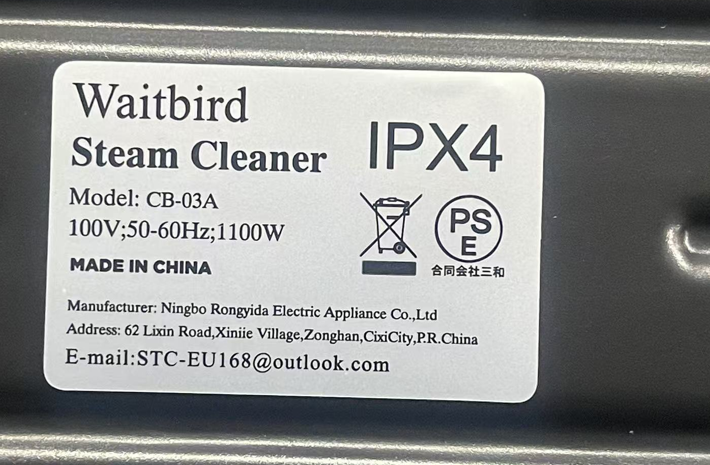 Waitbird
Steam Cleaner
IPX4
Model: CB-03A
100V;50-60Hz;1100W
PS
E
合同会社三和
MADE IN CHINA
Manufacturer: Ningbo Rongyida Electric Appliance Co.,Ltd
Address: 62 Lixin Road,Xiniie Village,Zonghan,CixiCity,P.R.China
E-mail:STC-EU168@outlook.com